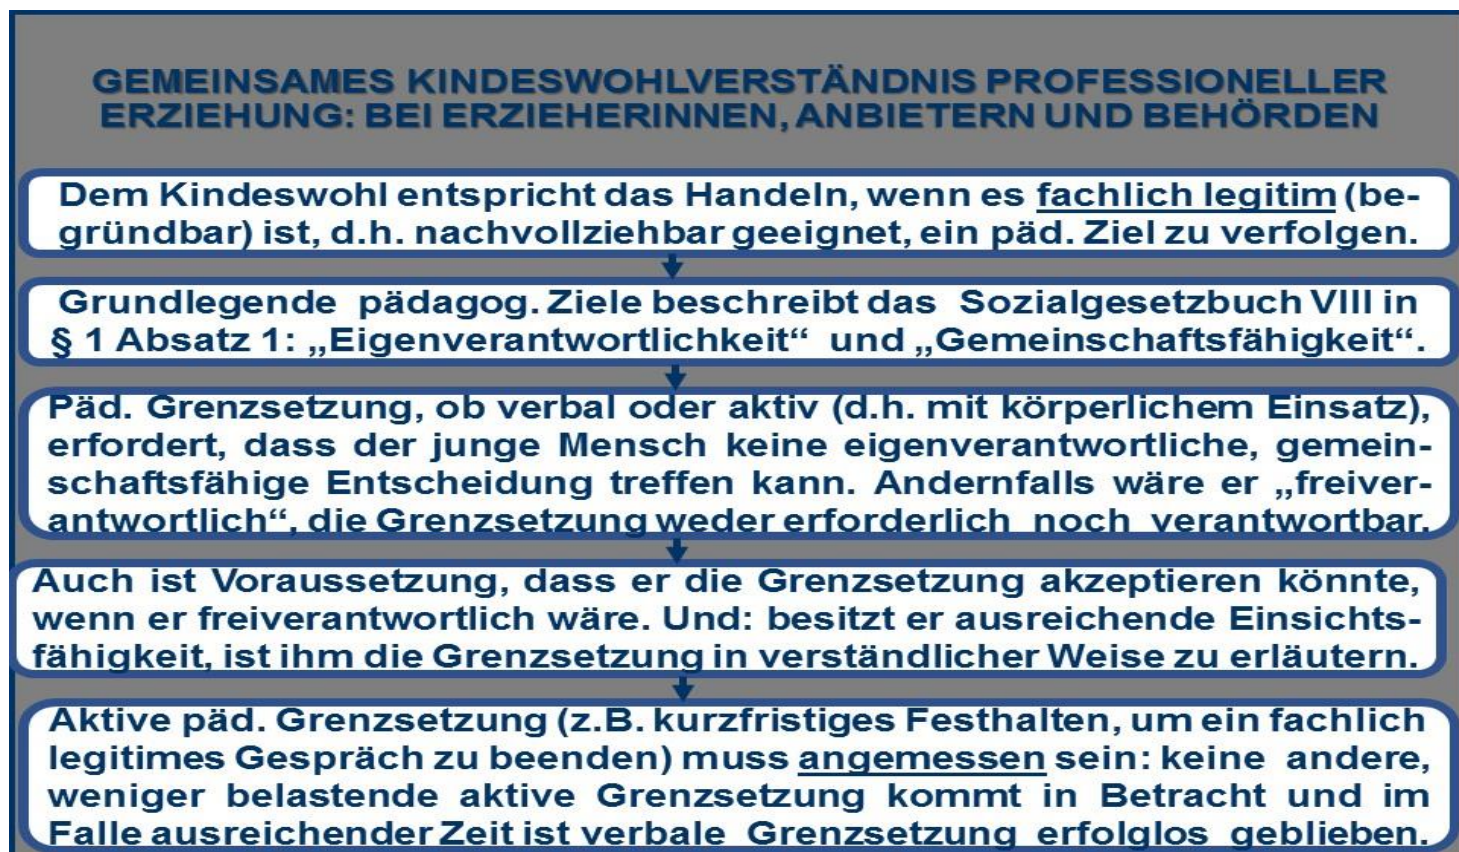 GEMEINSAMES KINDESWOHLVERSTÄNDNIS PROFESSIONELLER
ERZIEHUNG: BEI ERZIEHERINNEN, ANBIETERN UND BEHÖRDEN
Dem Kindeswohl entspricht das Handeln, wenn es fachlich legitim (be-
gründbar) ist, d.h. nachvollziehbar geeignet, ein päd. Ziel zu verfolgen.
Grundlegende pädagog. Ziele beschreibt das Sozialgesetzbuch VIII in
§ 1 Absatz 1: „Eigenverantwortlichkeit“ und „Gemeinschaftsfähigkeit“.
Päd. Grenzsetzung, ob verbal oder aktiv (d.h. mit körperlichem Einsatz),
erfordert, dass der junge Mensch keine eigenverantwortliche, gemein-
schaftsfähige Entscheidung treffen kann. Andernfalls wäre er „freiver-
antwortlich“, die Grenzsetzung weder erforderlich noch verantwortbar.
Auch ist Voraussetzung, dass er die Grenzsetzung akzeptieren könnte,
wenn er freiverantwortlich wäre. Und: besitzt er ausreichende Einsichts-
fähigkeit, ist ihm die Grenzsetzung in verständlicher Weise zu erläutern.
Aktive päd. Grenzsetzung (z.B. kurzfristiges Festhalten, um ein fachlich
legitimes Gespräch zu beenden) muss angemessen sein: keine andere,
weniger belastende aktive Grenzsetzung kommt in Betracht und im
Falle ausreichender Zeit ist verbale Grenzsetzung erfolglos geblieben.